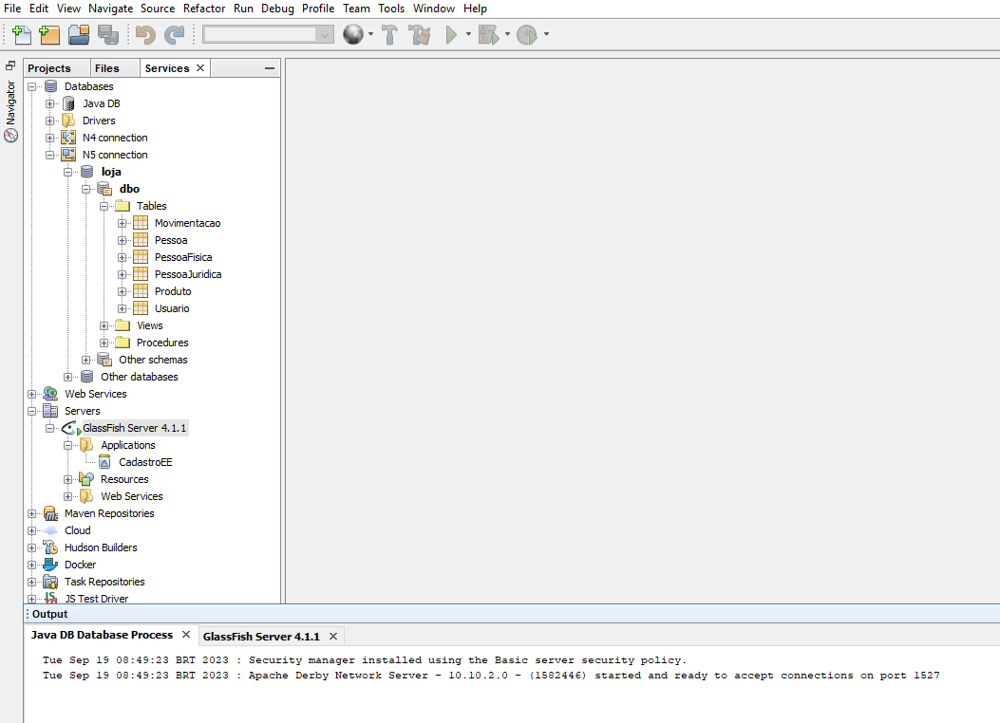 File Edit View Navigate Source Refactor Run Debug Profile Team Tools Window Help
Navigator
Projects Files Services
Databases
Java DB
Drivers
N4 connection
N5 connection
loja
dbo
Tables
Movimentacao
Pessoa
PessoaFisica
PessoaJuridica
Produto
Usuario
Views
Procedures
Other schemas
Other databases
Web Services
Servers
GlassFish Server 4.1.1
Applications
CadastroEE
Resources
Web Services
Maven Repositories
Cloud
Hudson Builders
Docker
Task Repositories
JS Test Driver
Output
Java DB Database Process GlassFish Server 4.1.1
Tue Sep 19 08:49:23 BRT 2023 : Security manager installed using the Basic server security policy.
Tue Sep 19 08:49:23 BRT 2023 : Apache Derby Network Server - 10.10.2.0 - (1582446) started and ready to accept connections on port 1527